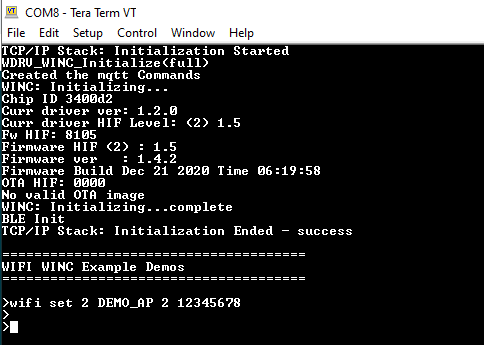 COM8 - Tera Term VT
File Edit Setup Control Window Help
TCP/IP Stack: Initialization Started
WDRU_WINC_Initialize(full)
Created the mqtt Commands
WINC: Initializing...
Chip ID 3400d2
Curr driver ver: 1.2.0
Curr driver HIF Level: (2) 1.5
Fw HIF: 8105
Firmware HIF (2) : 1.5
Firmware ver   : 1.4.2
Firmware Build Dec 21 2020 Time 06:19:58
OTA HIF: 0000
No valid OTA image
WINC: Initializing...complete
BLE Init
TCP/IP Stack: Initialization Ended - success
======================================
WIFI WINC Example Demos
======================================
>wifi set 2 DEMO_AP 2 12345678
>
>